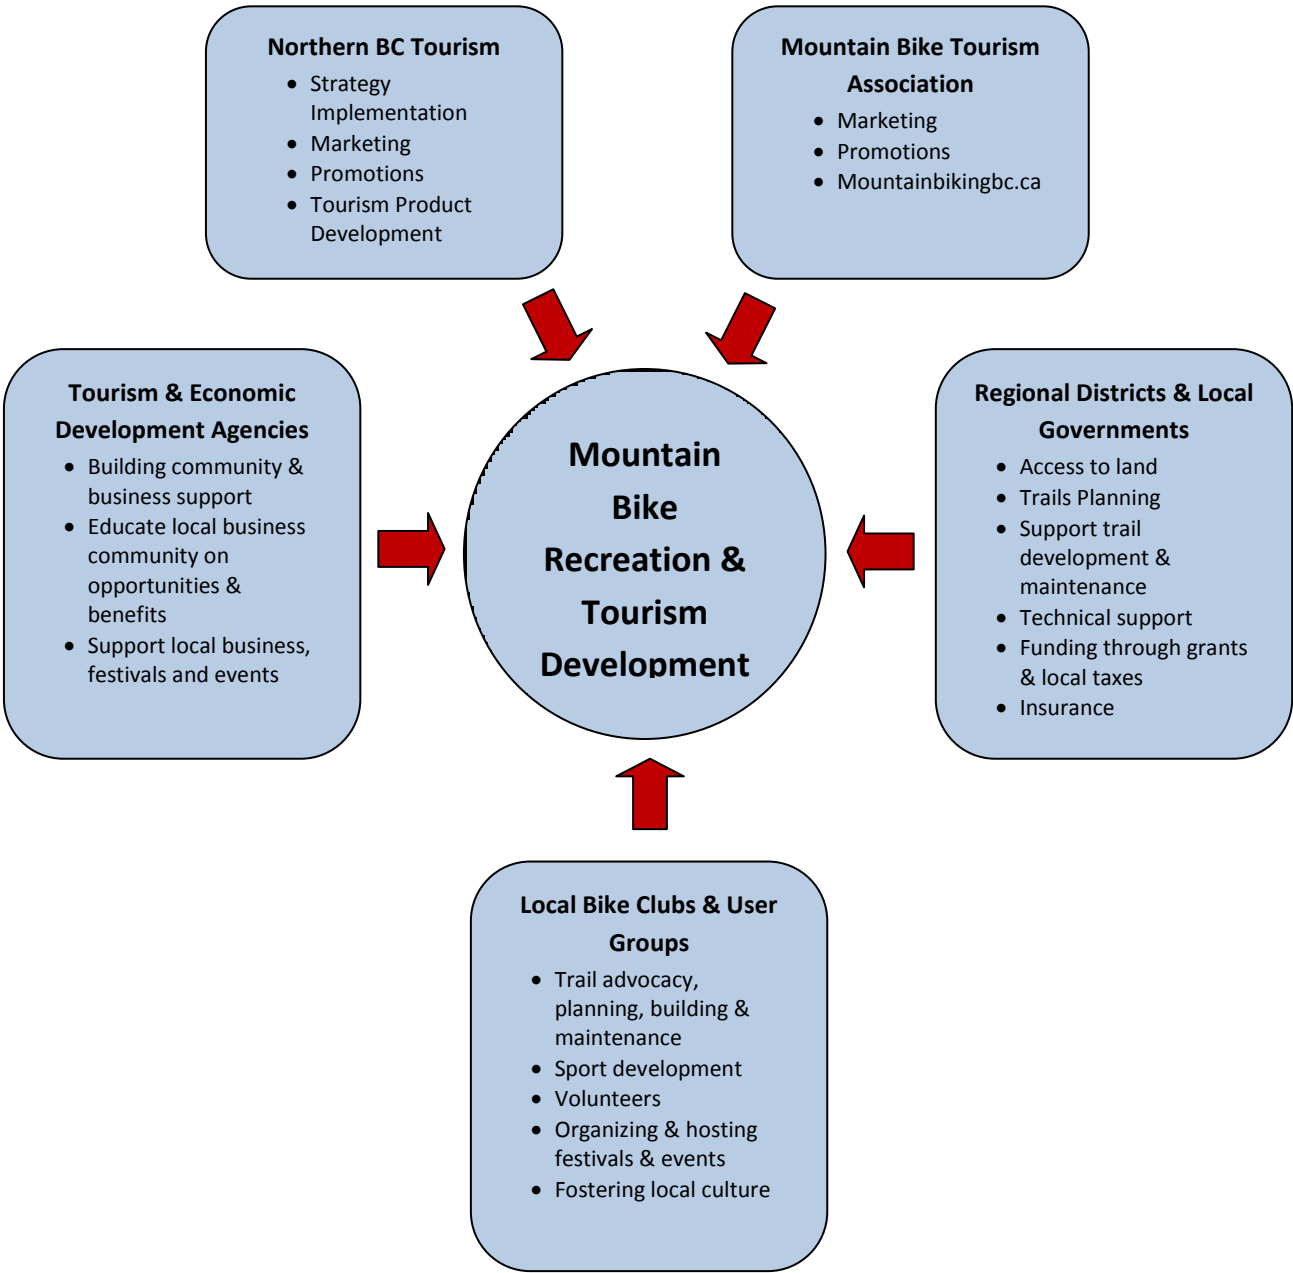 Northern BC Tourism
• Strategy
Implementation
• Marketing
• Promotions
• Tourism Product
Development
Mountain Bike Tourism
Association
• Marketing
• Promotions
• Mountainbikingbc.ca
Tourism & Economic
Development Agencies
• Building community &
business support
• Educate local business
community on
opportunities &
benefits
• Support local business,
festivals and events
Mountain
Bike
Recreation &
Tourism
Development
Regional Districts & Local
Governments
• Access to land
• Trails Planning
• Support trail
development &
maintenance
• Technical support
• Funding through grants
& local taxes
• Insurance
Local Bike Clubs & User
Groups
• Trail advocacy,
planning, building &
maintenance
• Sport development
• Volunteers
• Organizing & hosting
festivals & events
• Fostering local culture